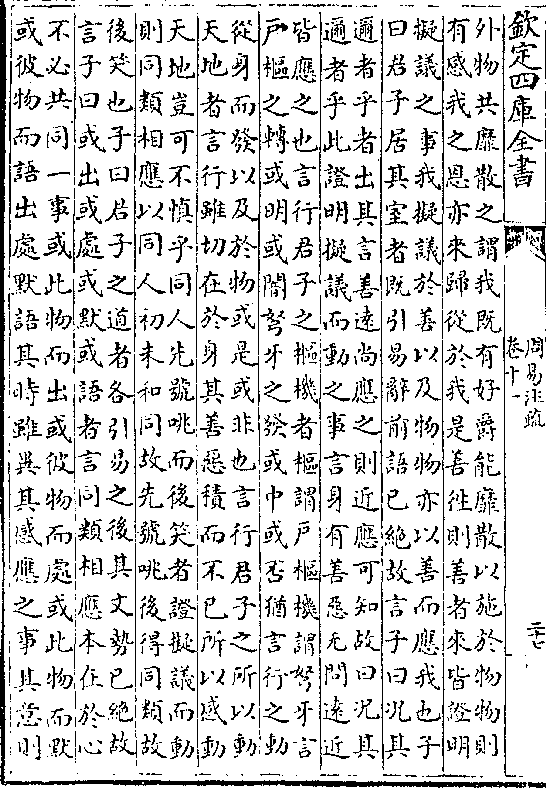 欽定四庫全書
周易注疏
卷十一
二十七
外物共靡散之謂我既有好爵能靡散以施於物物則
有感我之恩亦來歸從於我是善徃則善者來皆證明
擬議之事我擬議於善以及物物亦以善而應我也子
曰君子居其室者既引易辭前語已絶故言子曰况其
邇者乎者出其言善遠尚應之則近應可知故曰况其
邇者乎此證明擬議而動之事言身有善惡无問遠近
皆應之也言行君子之樞機者樞謂戸樞機謂弩牙言
戸樞之轉或明或闇弩牙之發或中或否猶言行之動
從身而發以及於物或是或非也言行君子之所以動
天地者言行雖切在於身其善惡積而不已所以感動
天地豈可不慎乎同人先號咷而後笑者證擬議而動
則同類相應以同人初未和同故先號咷後得同類故
後笑也子曰君子之道者各引易之後其文勢已絶故
言子曰或出或處或默或語者言同類相應本在於心
不必共同一事或此物而出或彼物而處或此物而默
或彼物而語出處默語其時雖異其感應之事其意則